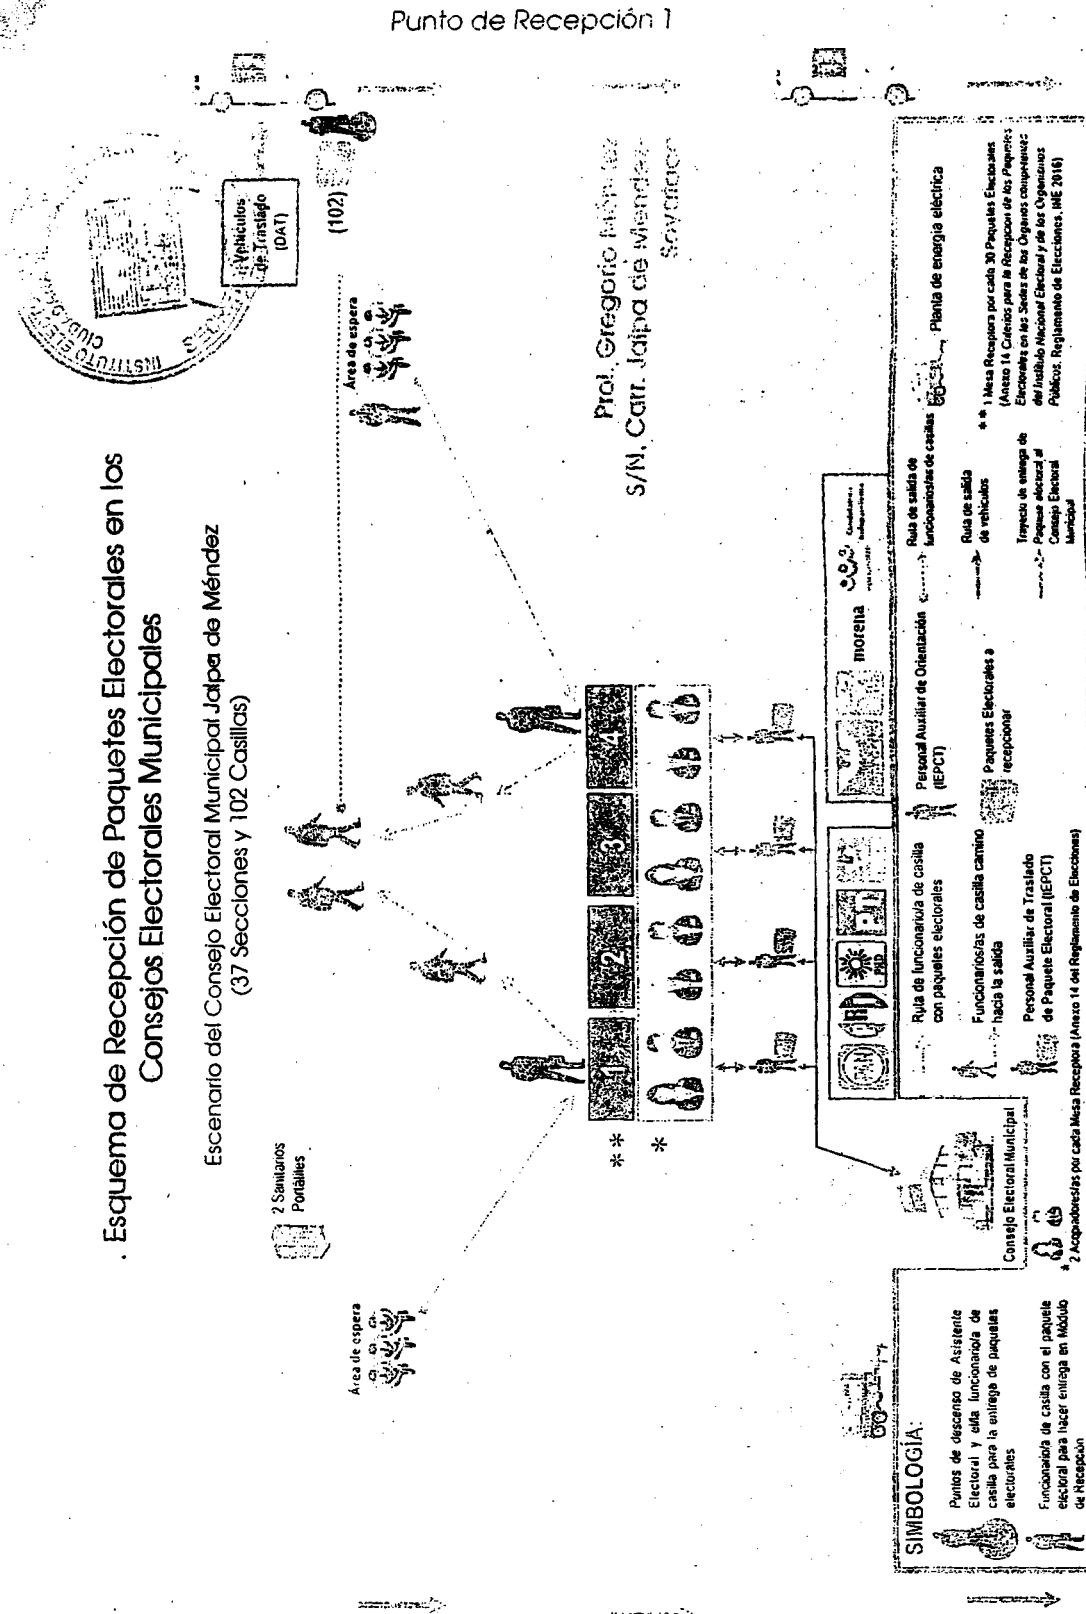 Punto de Recepción 1
. Esquema de Recepción de Paquetes Electorales en los
Consejos Electorales Municipales
Escenario del Consejo Electoral Municipal Jalpa de Méndez
(37 Secciones y 102 Casillas)
INSTITUTO
Vehículos
de Traslado
(DAT)
(102)
2 Sanitarios
Portátiles
Área de espera
Área de espera
Prol. Gregorio Méndez
S/N, Carr. Jalpa de Méndez-
**
1
2
3
4
*
PAN
PRD
PT
morena
Consejo Electoral Municipal
SIMBOLOGÍA:
Puntos de descenso de Asistente
Electoral y el/la funcionario/a de
casilla para la entrega de paquetes
electorales
Funcionario/a de casilla con el paquete
electoral para hacer entrega en Módulo
de Recepción
* 2 Acopiadores/as por cada Mesa Receptora (Anexo 14 del Reglamento de Elecciones)
Ruta de funcionario/a de casilla
con paquetes electorales
Funcionarios/as de casilla camino
hacia la salida
Personal Auxiliar de Traslado
de Paquete Electoral (IEPCT)
Personal Auxiliar de Orientación
(IEPCT)
Paquetes Electorales a
recepcionar
Ruta de salida de
funcionarios/as de casillas
Ruta de salida
de vehículos
Trayecto de entrega de
Paquete electoral al
Consejo Electoral
Municipal
Planta de energía eléctrica
** 1 Mesa Receptora por cada 30 Paquetes Electorales
(Anexo 14 Criterios para la Recepción de los Paquetes
Electorales en las Sedes de los Órganos competentes
del Instituto Nacional Electoral y de los Organismos
Públicos. Reglamento de Elecciones. INE 2016)